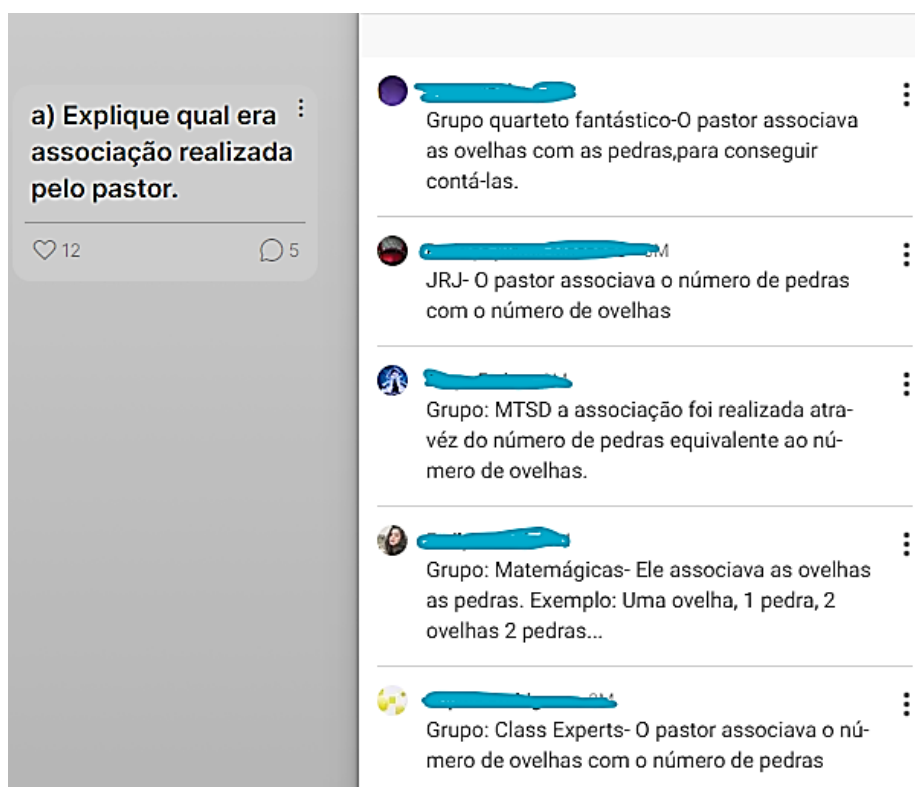 a) Explique qual era
associação realizada
pelo pastor.
12
5
Grupo quarteto fantástico-O pastor associava
as ovelhas com as pedras,para conseguir
contá-las.
JRJ- O pastor associava o número de pedras
com o número de ovelhas
Grupo: MTSD a associação foi realizada atra-
véz do número de pedras equivalente ao nú-
mero de ovelhas.
Grupo: Matemágicas- Ele associava as ovelhas
as pedras. Exemplo: Uma ovelha, 1 pedra, 2
ovelhas 2 pedras...
Grupo: Class Experts- O pastor associava o nú-
mero de ovelhas com o número de pedras